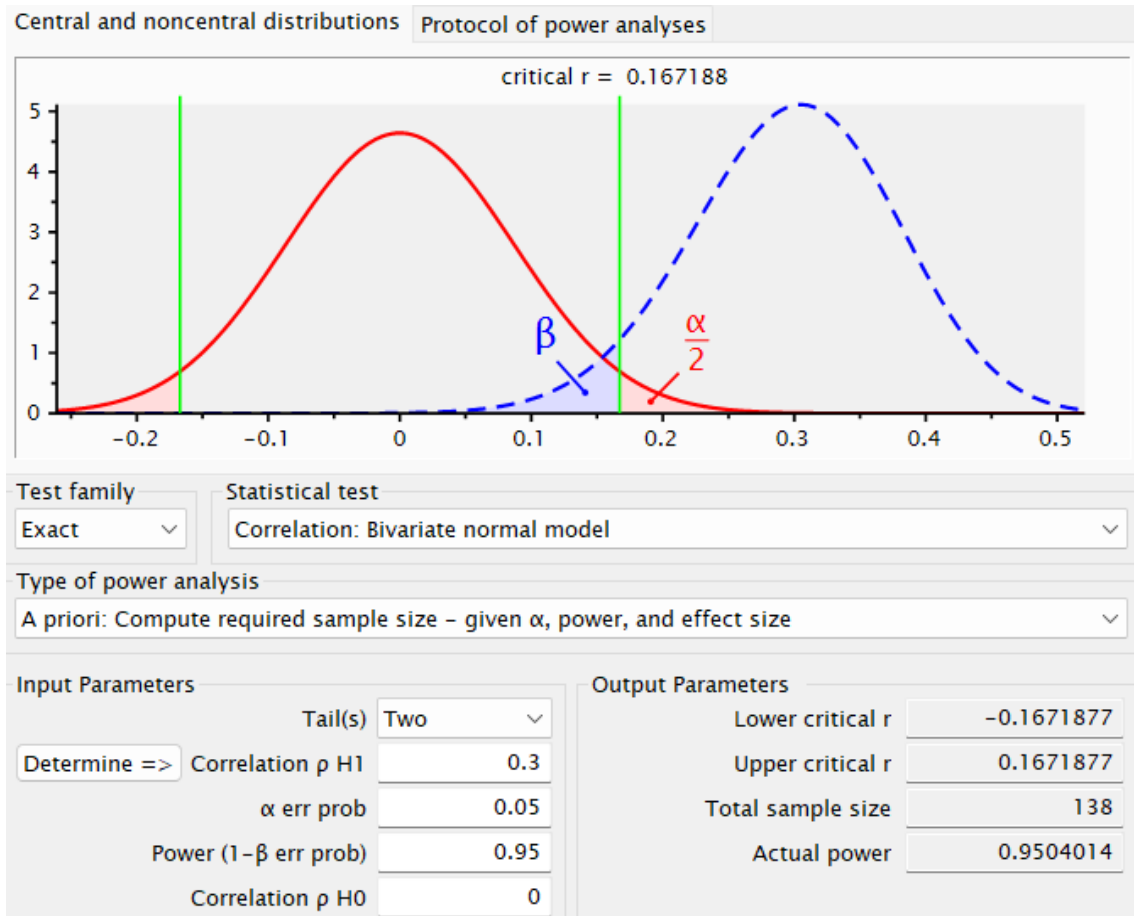 Central and noncentral distributions Protocol of power analyses
critical r = 0.167188
5
4
3
2
1
0
β
α
2
-0.2 -0.1 0 0.1 0.2 0.3 0.4 0.5
Test family Statistical test
Exact Correlation: Bivariate normal model
Type of power analysis
A priori: Compute required sample size – given α, power, and effect size
Input Parameters Output Parameters
Tail(s) Two Lower critical r -0.1671877
Determine => Correlation ρ H1 0.3 Upper critical r 0.1671877
α err prob 0.05 Total sample size 138
Power (1-β err prob) 0.95 Actual power 0.9504014
Correlation ρ H0 0